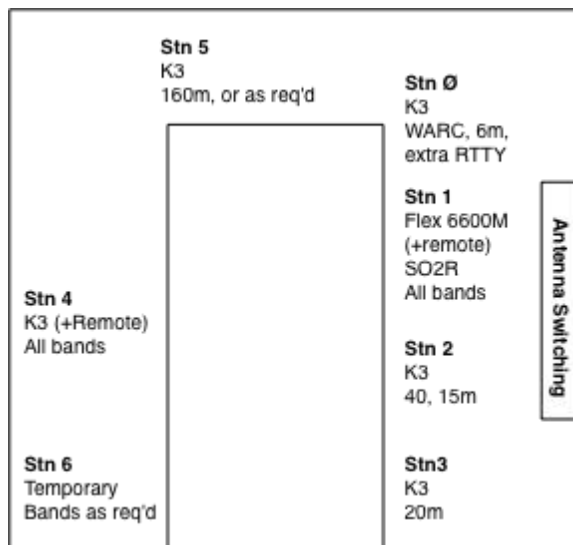 Stn 5
K3
160m, or as req'd
Stn Ø
K3
WARC, 6m,
extra RTTY
Stn 1
Flex 6600M
(+remote)
SO2R
All bands
Antenna Switching
Stn 4
K3 (+Remote)
All bands
Stn 2
K3
40, 15m
Stn 6
Temporary
Bands as req'd
Stn3
K3
20m